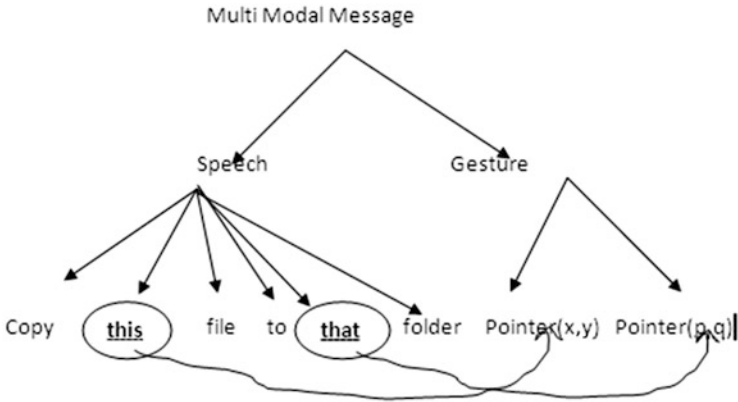 Multi Modal Message
Speech Gesture
Copy this file to that folder Pointer(x,y) Pointer(p,q)